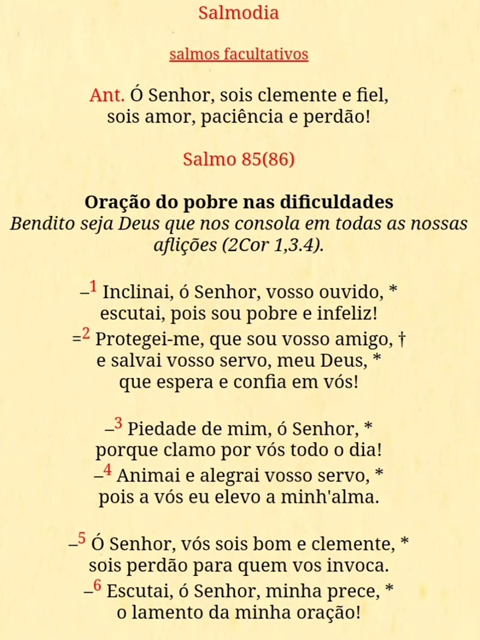 Salmodia
salmos facultativos
Ant. Ó Senhor, sois clemente e fiel,
sois amor, paciência e perdão!
Salmo 85(86)
Oração do pobre nas dificuldades
Bendito seja Deus que nos consola em todas as nossas
aflições (2Cor 1,3.4).
–1 Inclinai, ó Senhor, vosso ouvido, *
escutai, pois sou pobre e infeliz!
=2 Protegei-me, que sou vosso amigo, †
e salvai vosso servo, meu Deus, *
que espera e confia em vós!
–3 Piedade de mim, ó Senhor, *
porque clamo por vós todo o dia!
–4 Animai e alegrai vosso servo, *
pois a vós eu elevo a minh'alma.
–5 Ó Senhor, vós sois bom e clemente, *
sois perdão para quem vos invoca.
–6 Escutai, ó Senhor, minha prece, *
o lamento da minha oração!